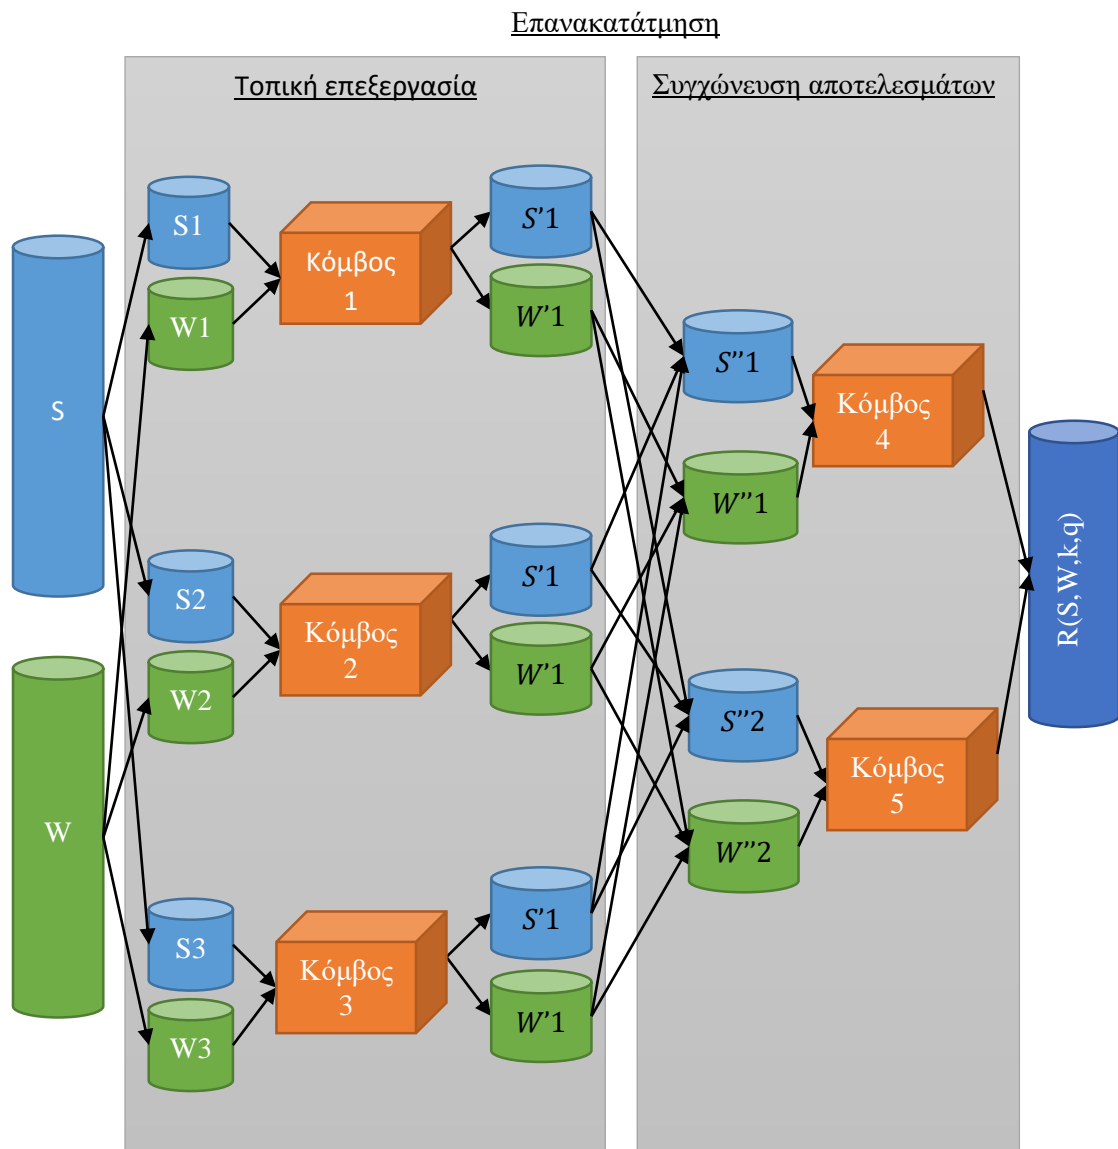 Επανακατάτμηση
Τοπική επεξεργασία
Συγχώνευση αποτελεσμάτων
S
W
S1
W1
Κόμβος
1
S’1
W’1
S2
W2
Κόμβος
2
S’1
W’1
S3
W3
Κόμβος
3
S’1
W’1
S’’1
W’’1
Κόμβος
4
S’’2
W’’2
Κόμβος
5
R(S,W,k,q)